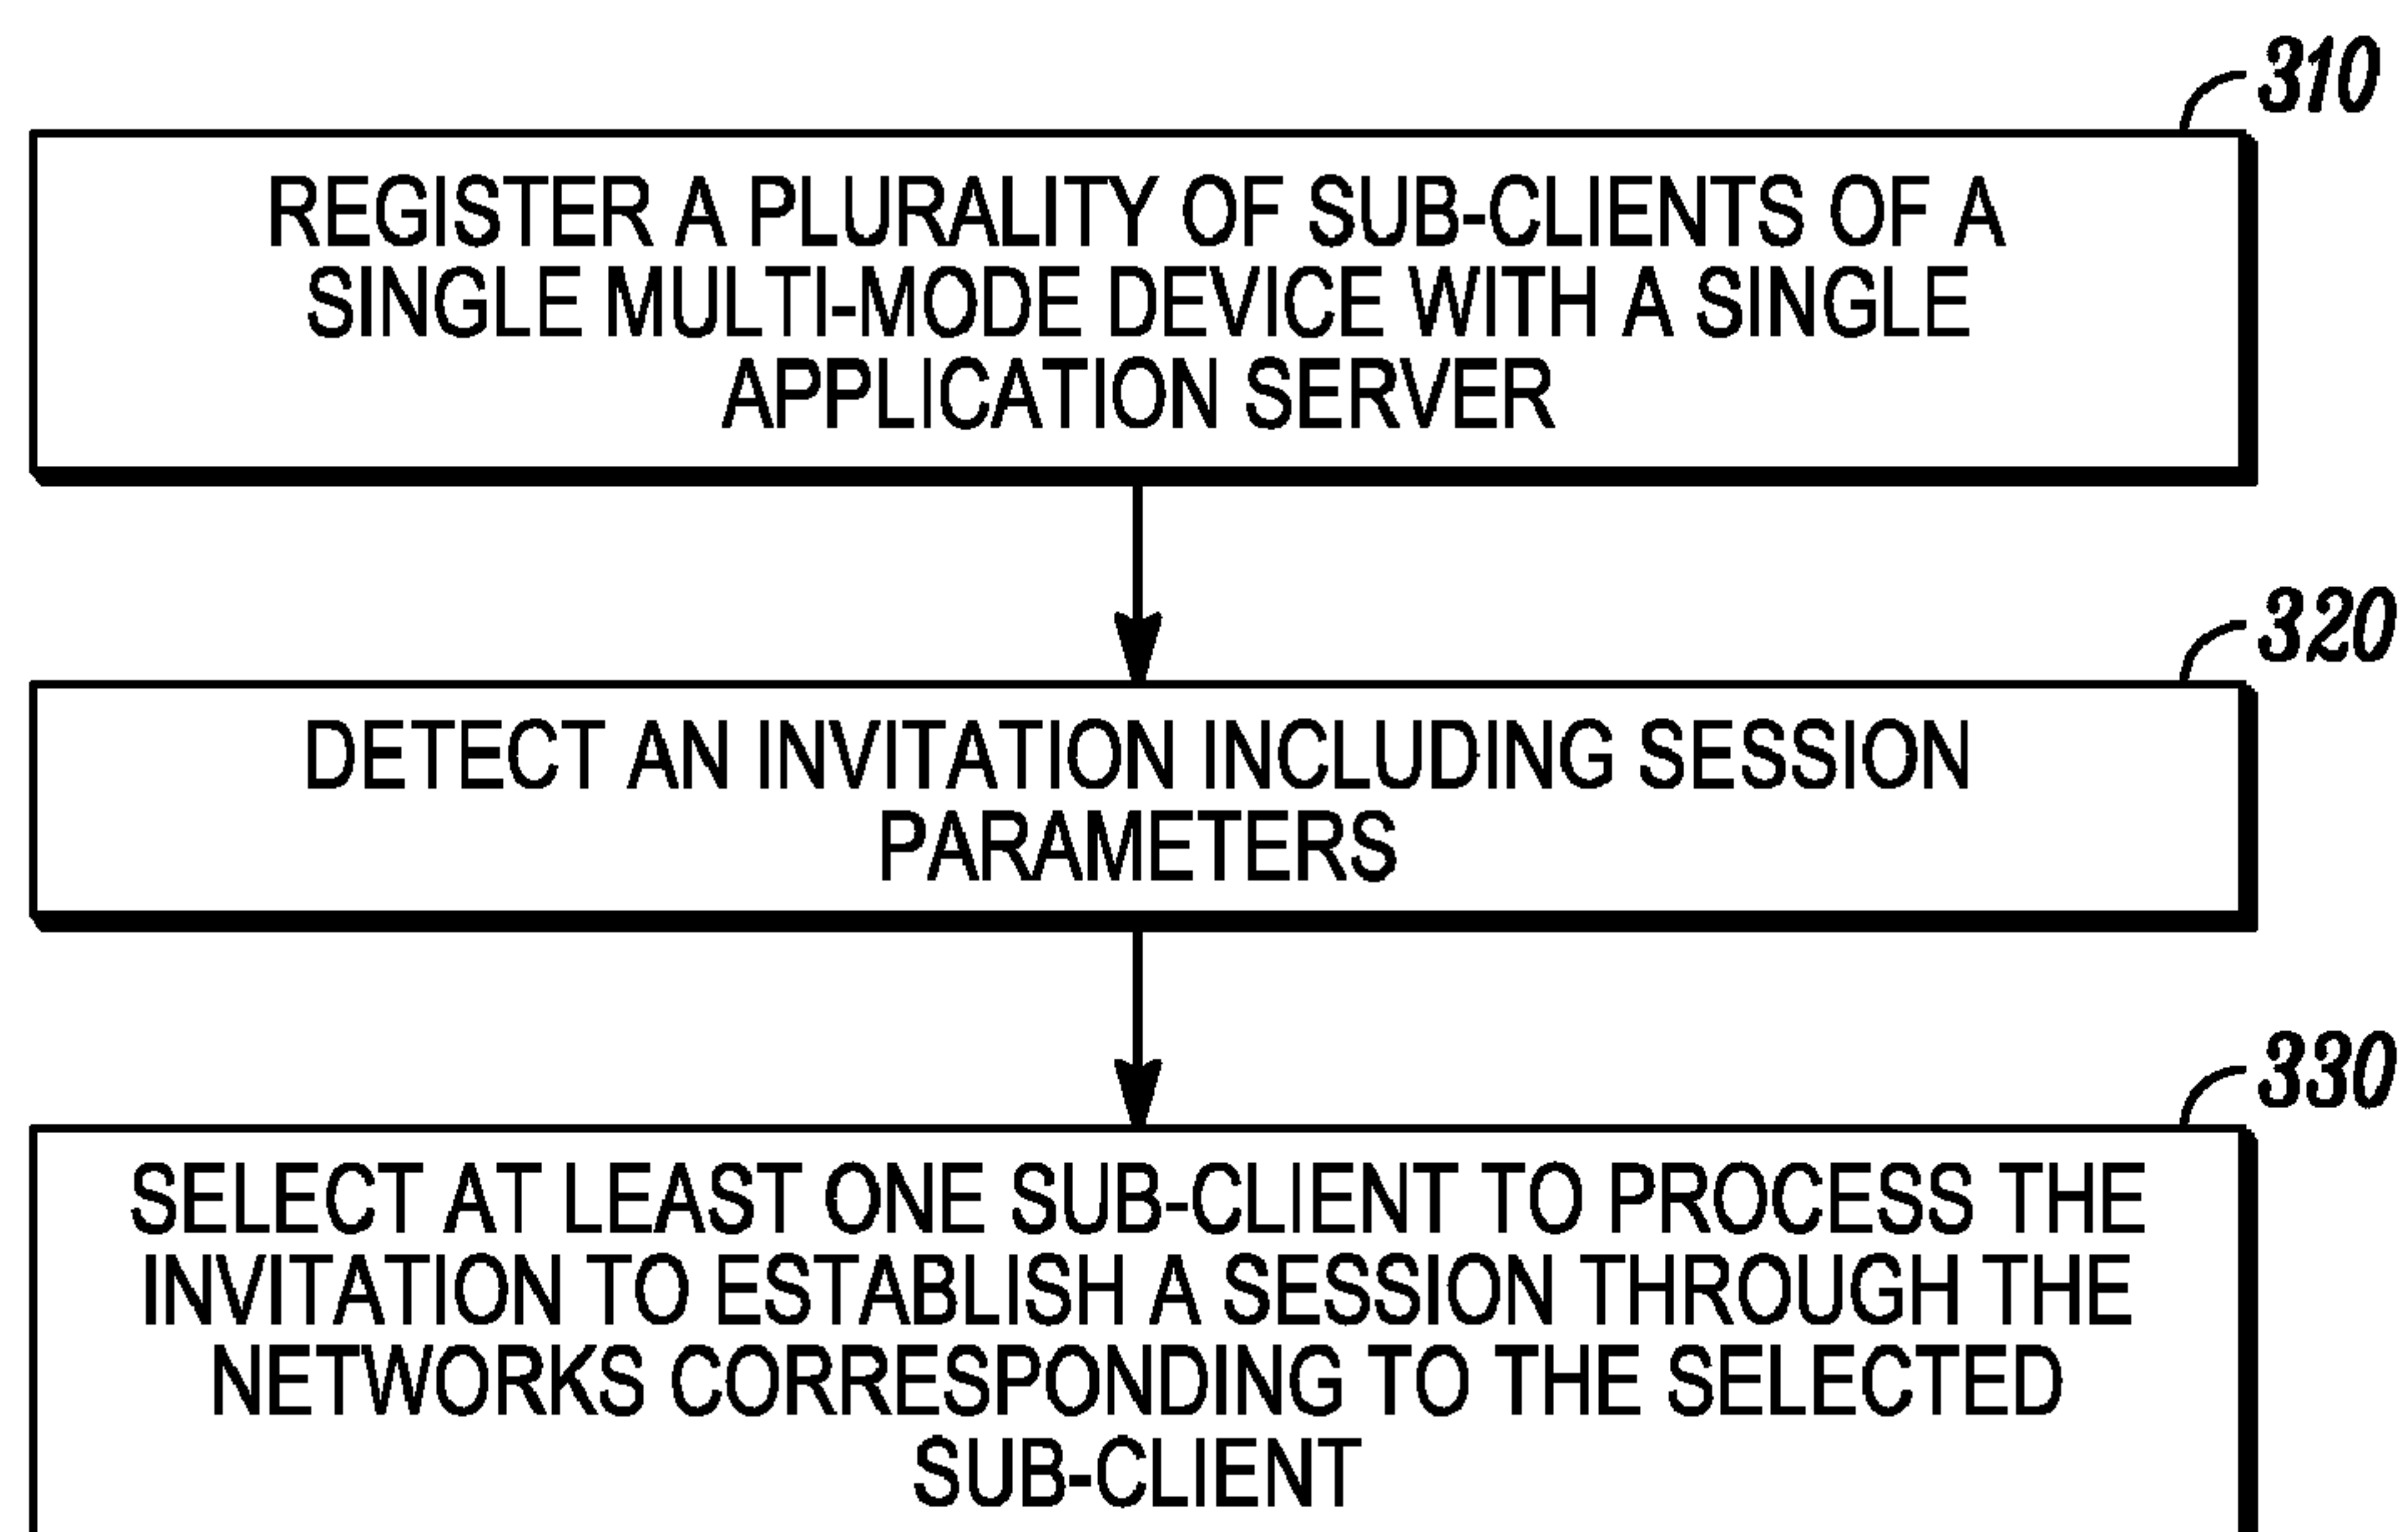 310
REGISTER A PLURALITY OF SUB-CLIENTS OF A
SINGLE MULTI-MODE DEVICE WITH A SINGLE
APPLICATION SERVER
320
DETECT AN INVITATION INCLUDING SESSION
PARAMETERS
330
SELECT AT LEAST ONE SUB-CLIENT TO PROCESS THE
INVITATION TO ESTABLISH A SESSION THROUGH THE
NETWORKS CORRESPONDING TO THE SELECTED
SUB-CLIENT